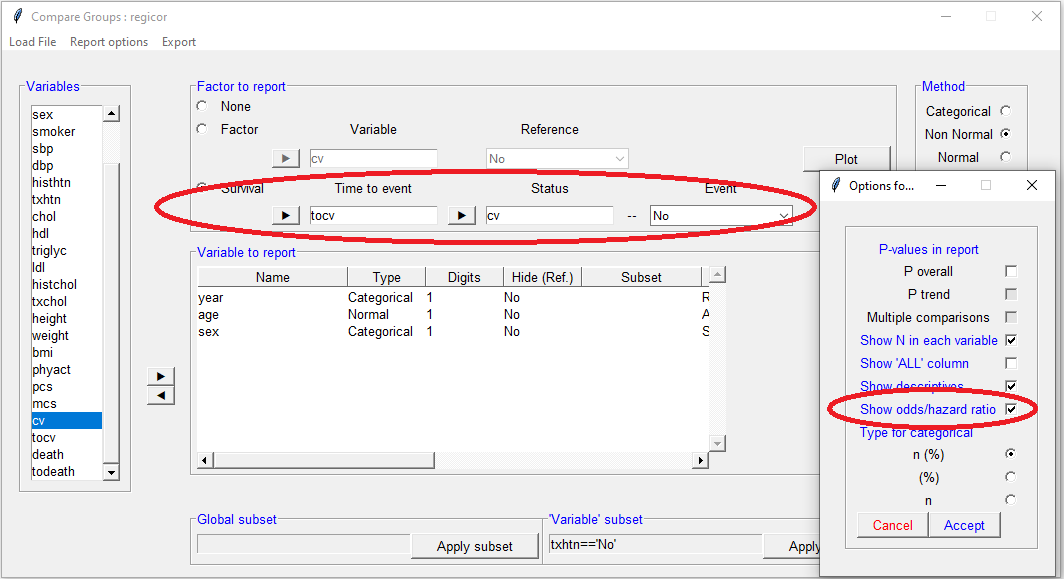 Compare Groups : regicor
Load File Report options Export
Variables
sex
smoker
sbp
dbp
histhtn
txhtn
chol
hdl
triglyc
ldl
histchol
txchol
height
weight
bmi
phyact
pcs
mcs
cv
tocv
death
todeath
Factor to report
None
Factor Variable Reference
cv No
Plot
Survival Time to event Status Event
tocv cv -- No
Variable to report
Name Type Digits Hide (Ref.) Subset
year Categorical 1 No R
age Normal 1 No A
sex Categorical 1 No S
Global subset
Apply subset
'Variable' subset
txhtn=='No' Apply
Method
Categorical
Non Normal
Normal
Options fo...
P-values in report
P overall
P trend
Multiple comparisons
Show N in each variable
Show 'ALL' column
Show descriptives
Show odds/hazard ratio
Type for categorical
n (%)
(%)
n
Cancel Accept